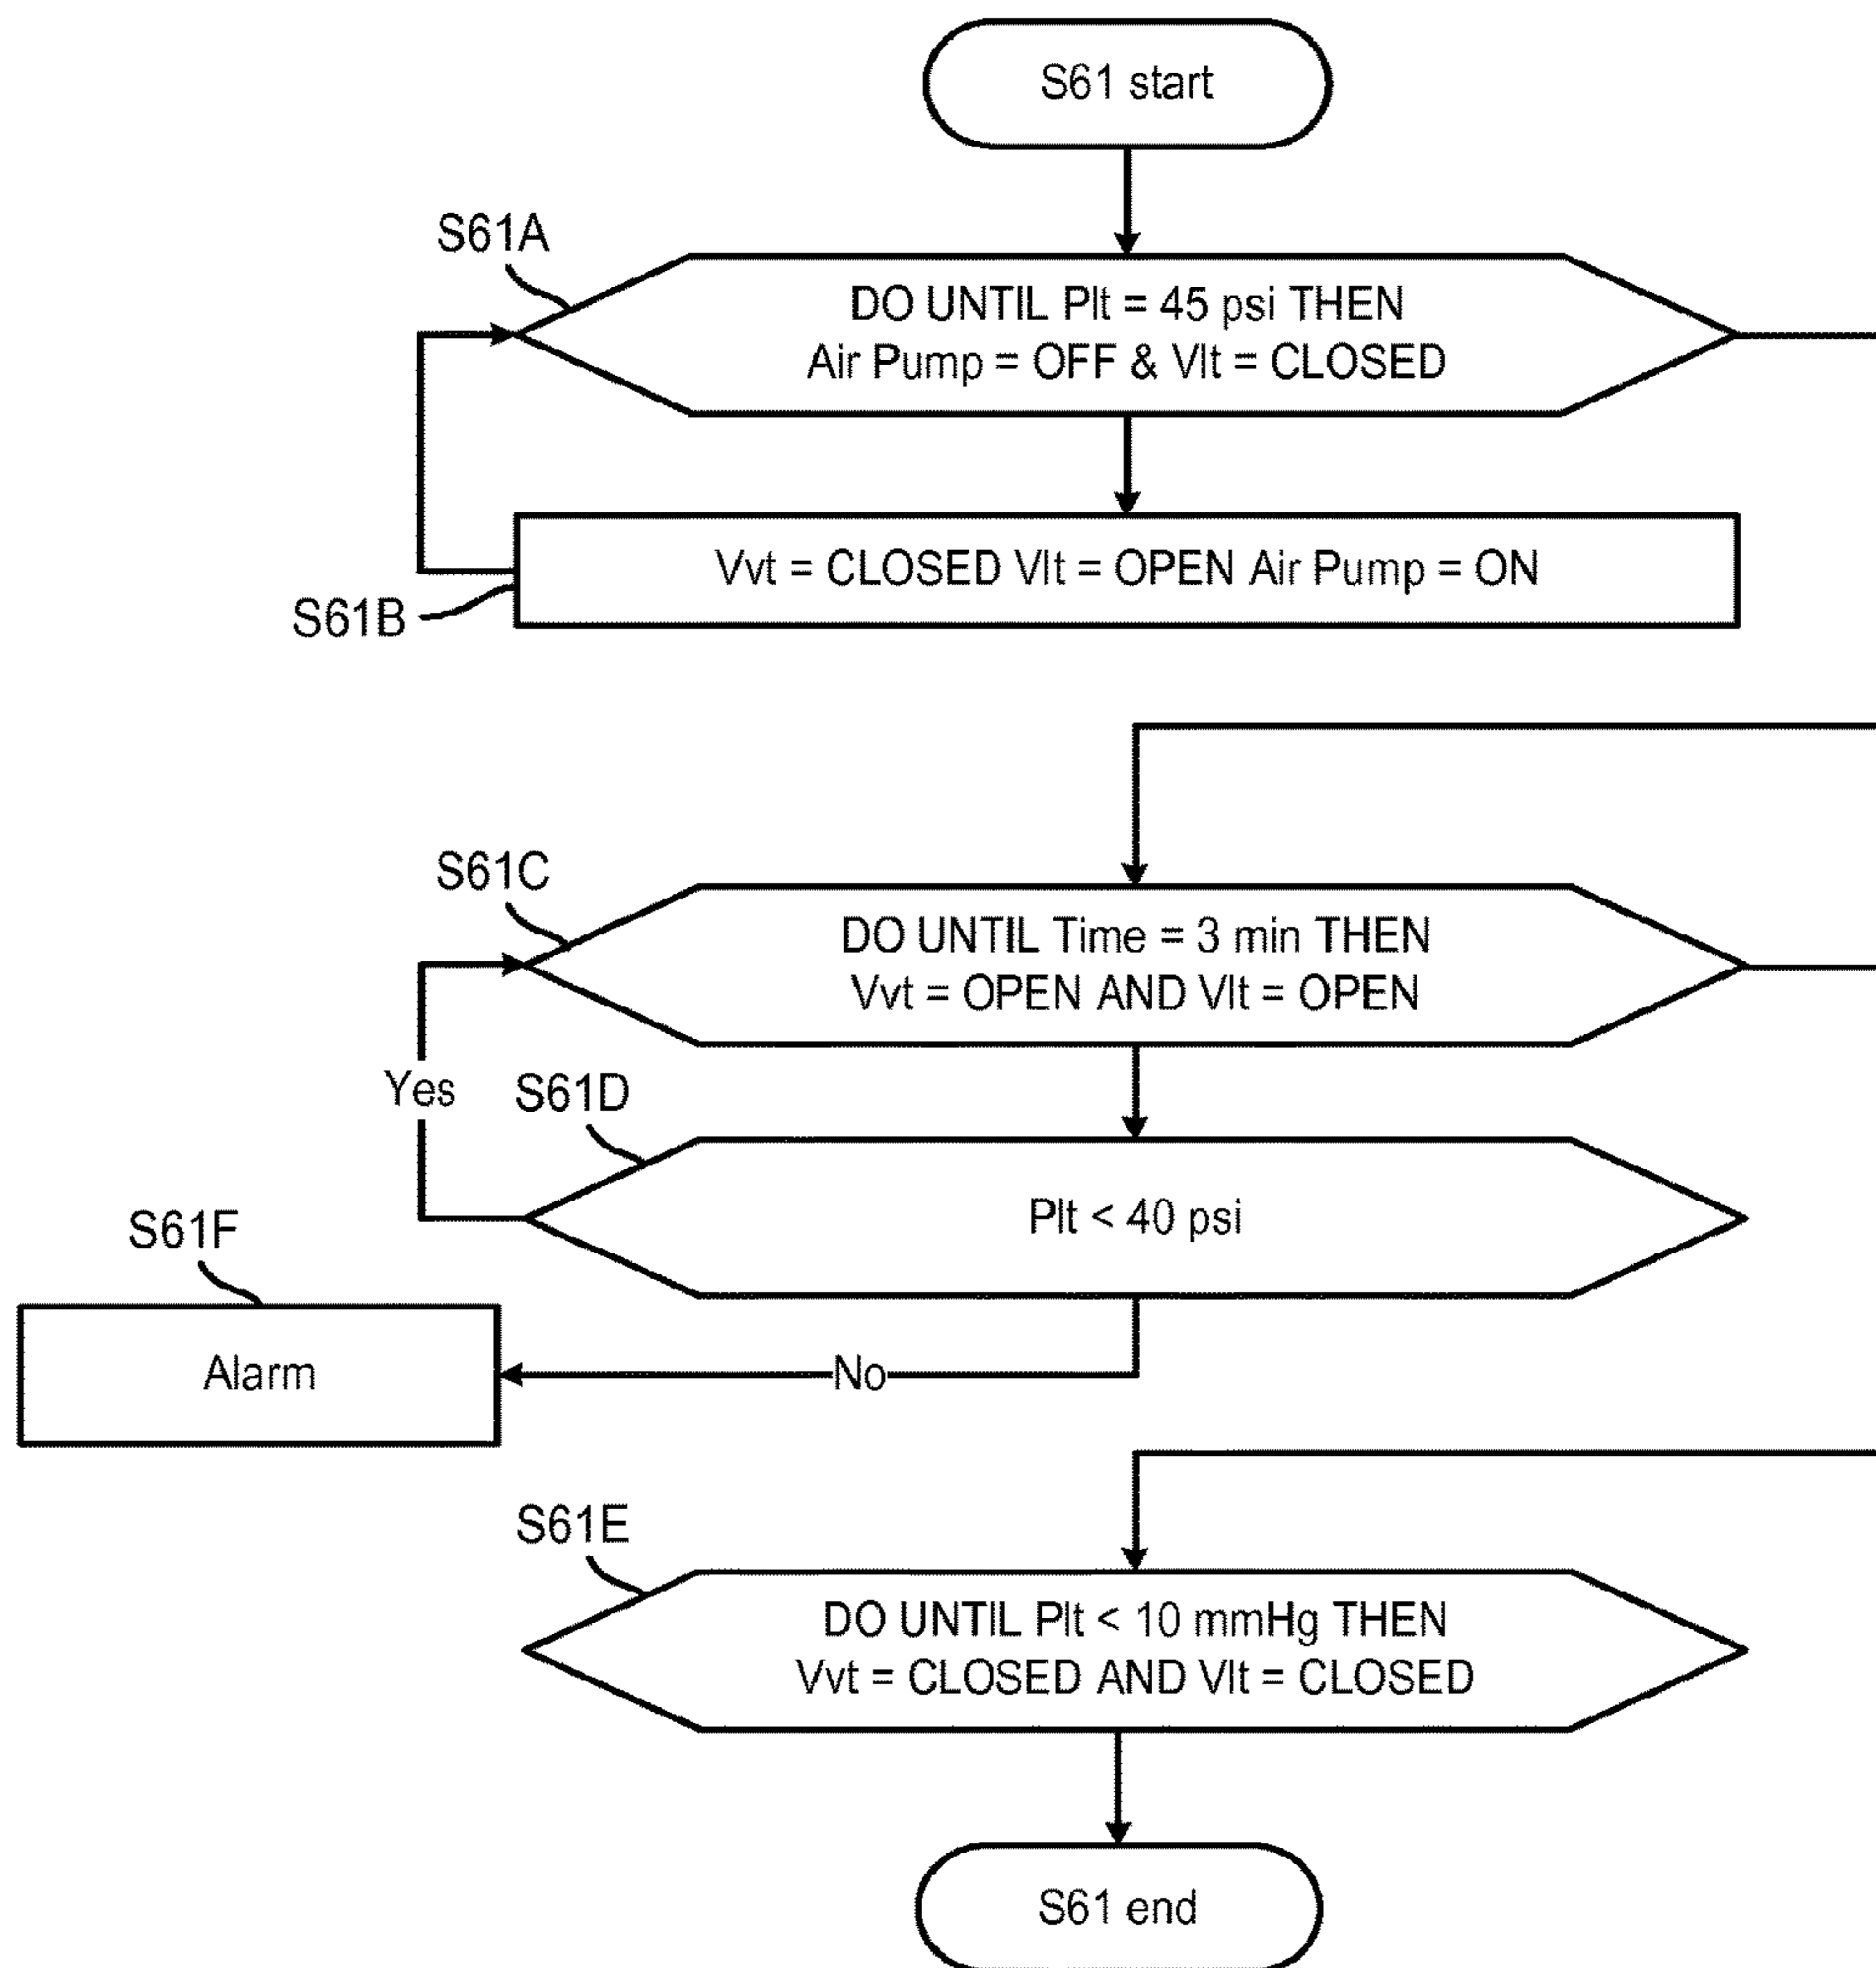 S61 start
S61A
DO UNTIL Plt = 45 psi THEN
Air Pump = OFF & Vlt = CLOSED
Vvt = CLOSED Vlt = OPEN Air Pump = ON
S61B
S61C
DO UNTIL Time = 3 min THEN
Vvt = OPEN AND Vlt = OPEN
Yes
S61D
Plt < 40 psi
S61F
Alarm
No
S61E
DO UNTIL Plt < 10 mmHg THEN
Vvt = CLOSED AND Vlt = CLOSED
S61 end